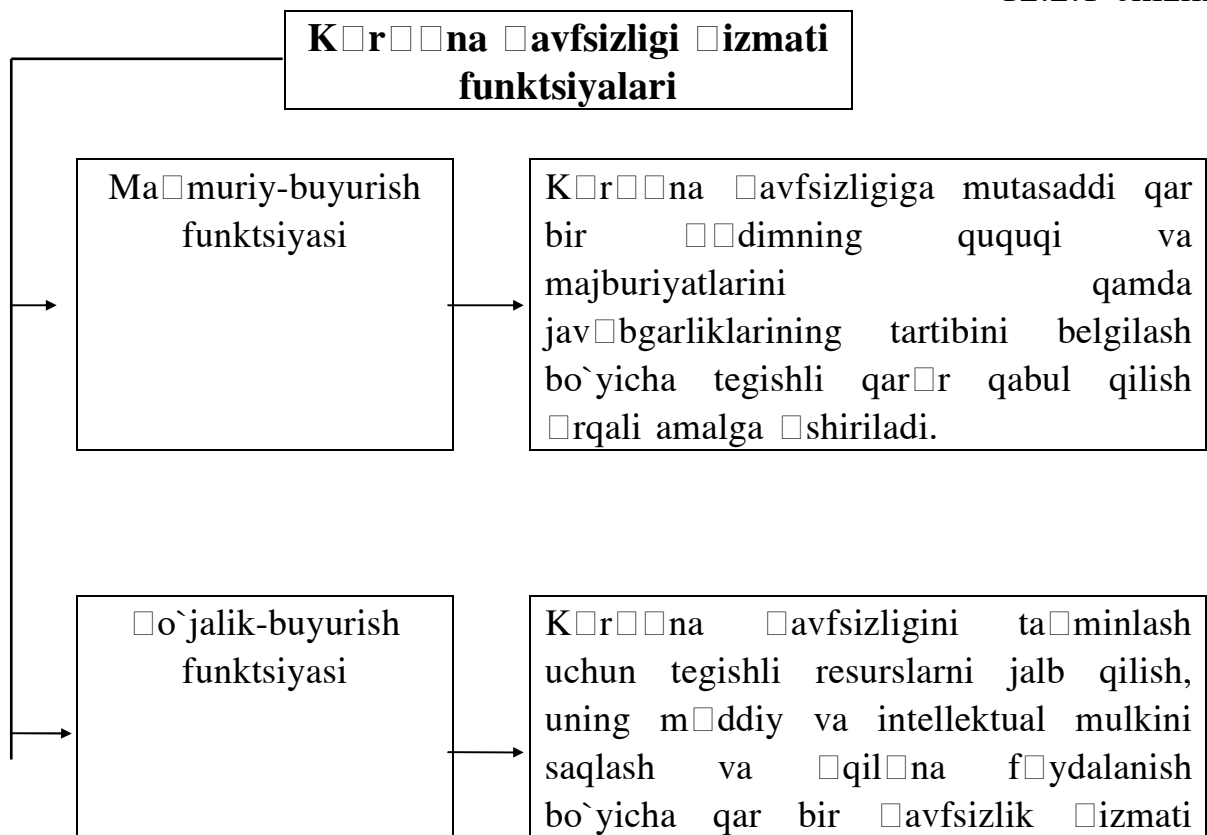 K□r□□na □avfsizligi □izmati
funktsiyalari
Ma□muriy-buyurish
funktsiyasi
K□r□□na □avfsizligiga mutasaddi qar
bir □□dimning ququqi va
majburiyatlarini qamda
jav□bgarliklarining tartibini belgilash
bo`yicha tegishli qar□r qabul qilish
□rqali amalga □shiriladi.
□o`jalik-buyurish
funktsiyasi
K□r□□na □avfsizligini ta□minlash
uchun tegishli resurslarni jalb qilish,
uning m□ddiy va intellektual mulkini
saqlash va □qil□na f□ydalanish
bo`yicha qar bir □avfsizlik □izmati